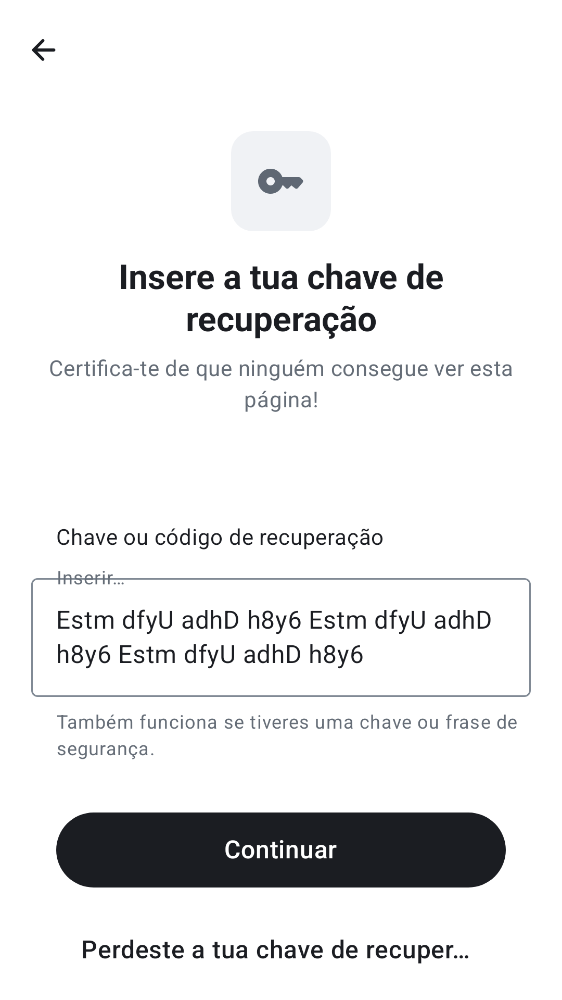 Insere a tua chave de
recuperação
Certifica-te de que ninguém consegue ver esta
página!
Chave ou código de recuperação
Inserir…
Estm dfyU adhD h8y6 Estm dfyU adhD
h8y6 Estm dfyU adhD h8y6
Também funciona se tiveres uma chave ou frase de
segurança.
Continuar
Perdeste a tua chave de recuper…